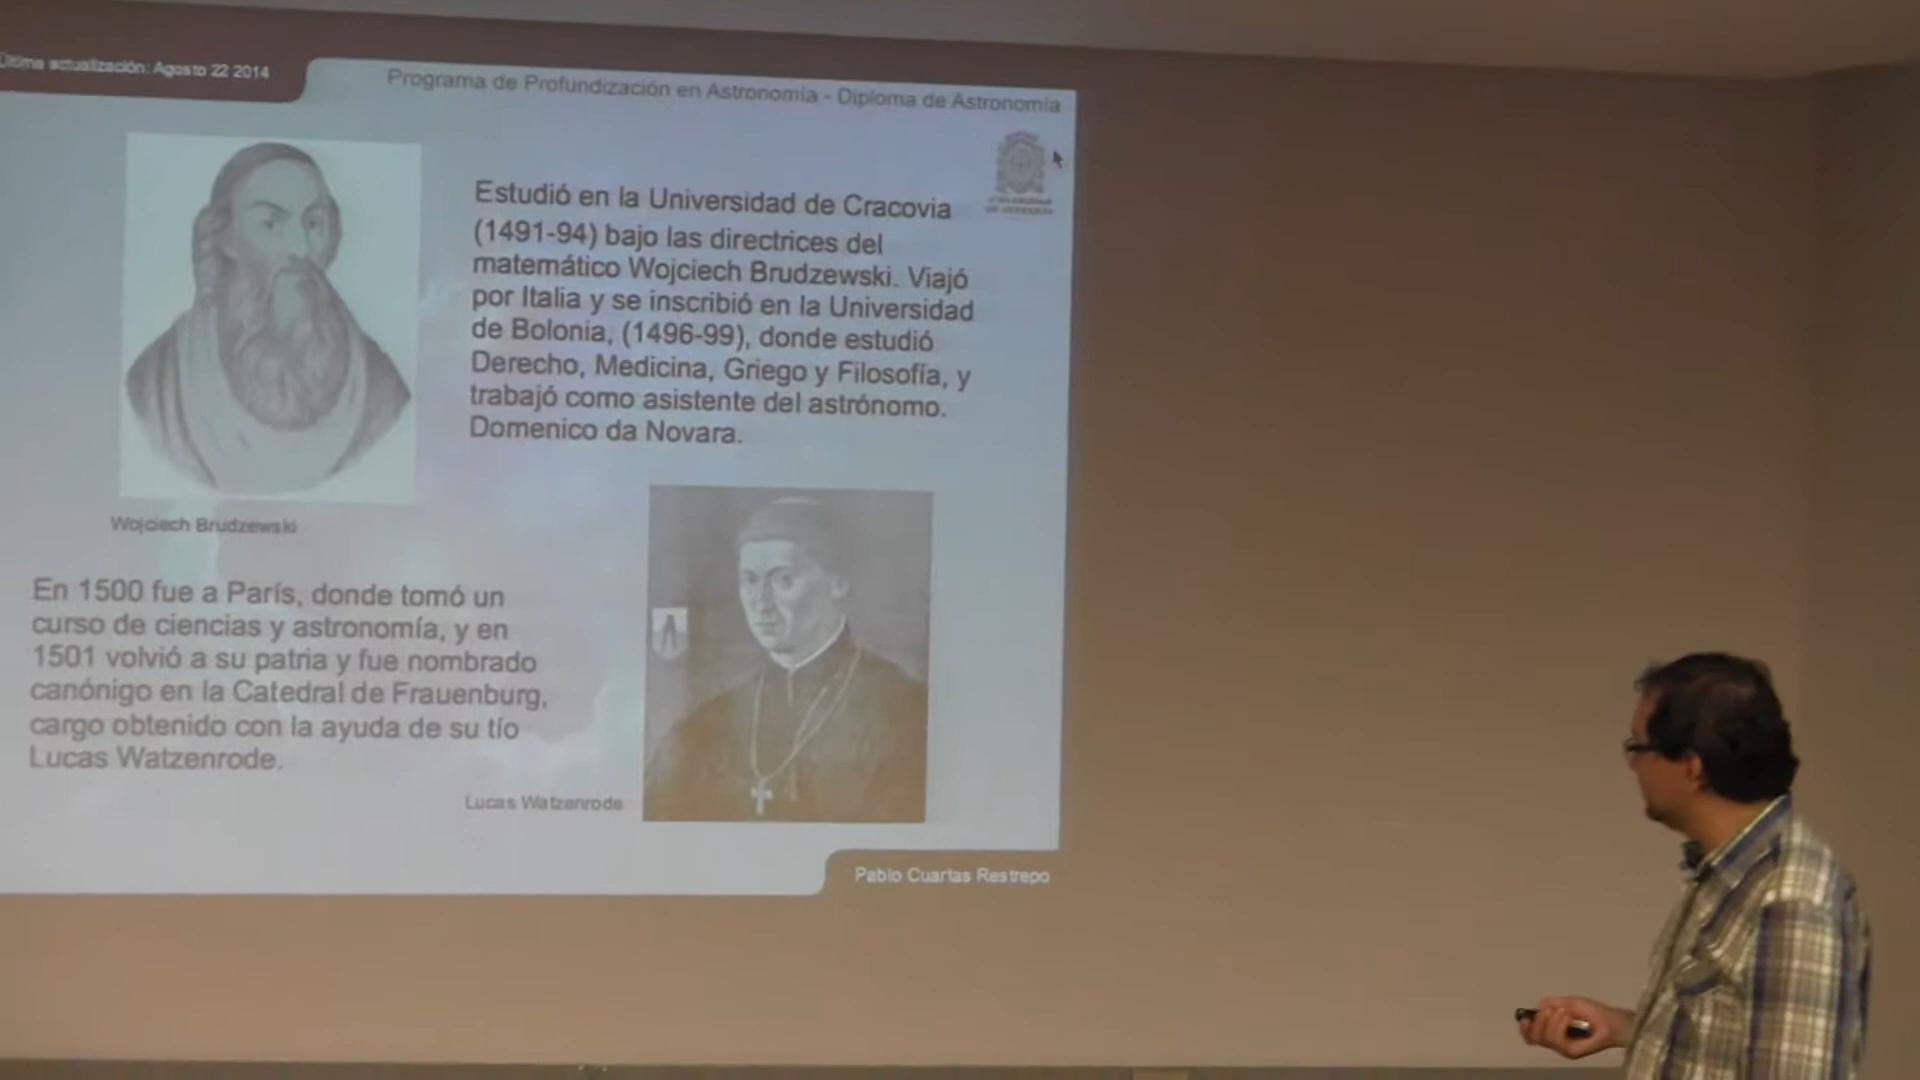 Última actualización: Agosto 22 2014
Programa de Profundización en Astronomía - Diploma de Astronomía
Estudió en la Universidad de Cracovia
(1491-94) bajo las directrices del
matemático Wojciech Brudzewski. Viajó
por Italia y se inscribió en la Universidad
de Bolonia, (1496-99), donde estudió
Derecho, Medicina, Griego y Filosofía, y
trabajó como asistente del astrónomo.
Domenico da Novara.
Wojciech Brudzewski
En 1500 fue a París, donde tomó un
curso de ciencias y astronomía, y en
1501 volvió a su patria y fue nombrado
canónigo en la Catedral de Frauenburg,
cargo obtenido con la ayuda de su tío
Lucas Watzenrode.
Lucas Watzenrode
Pablo Cuartas Restrepo